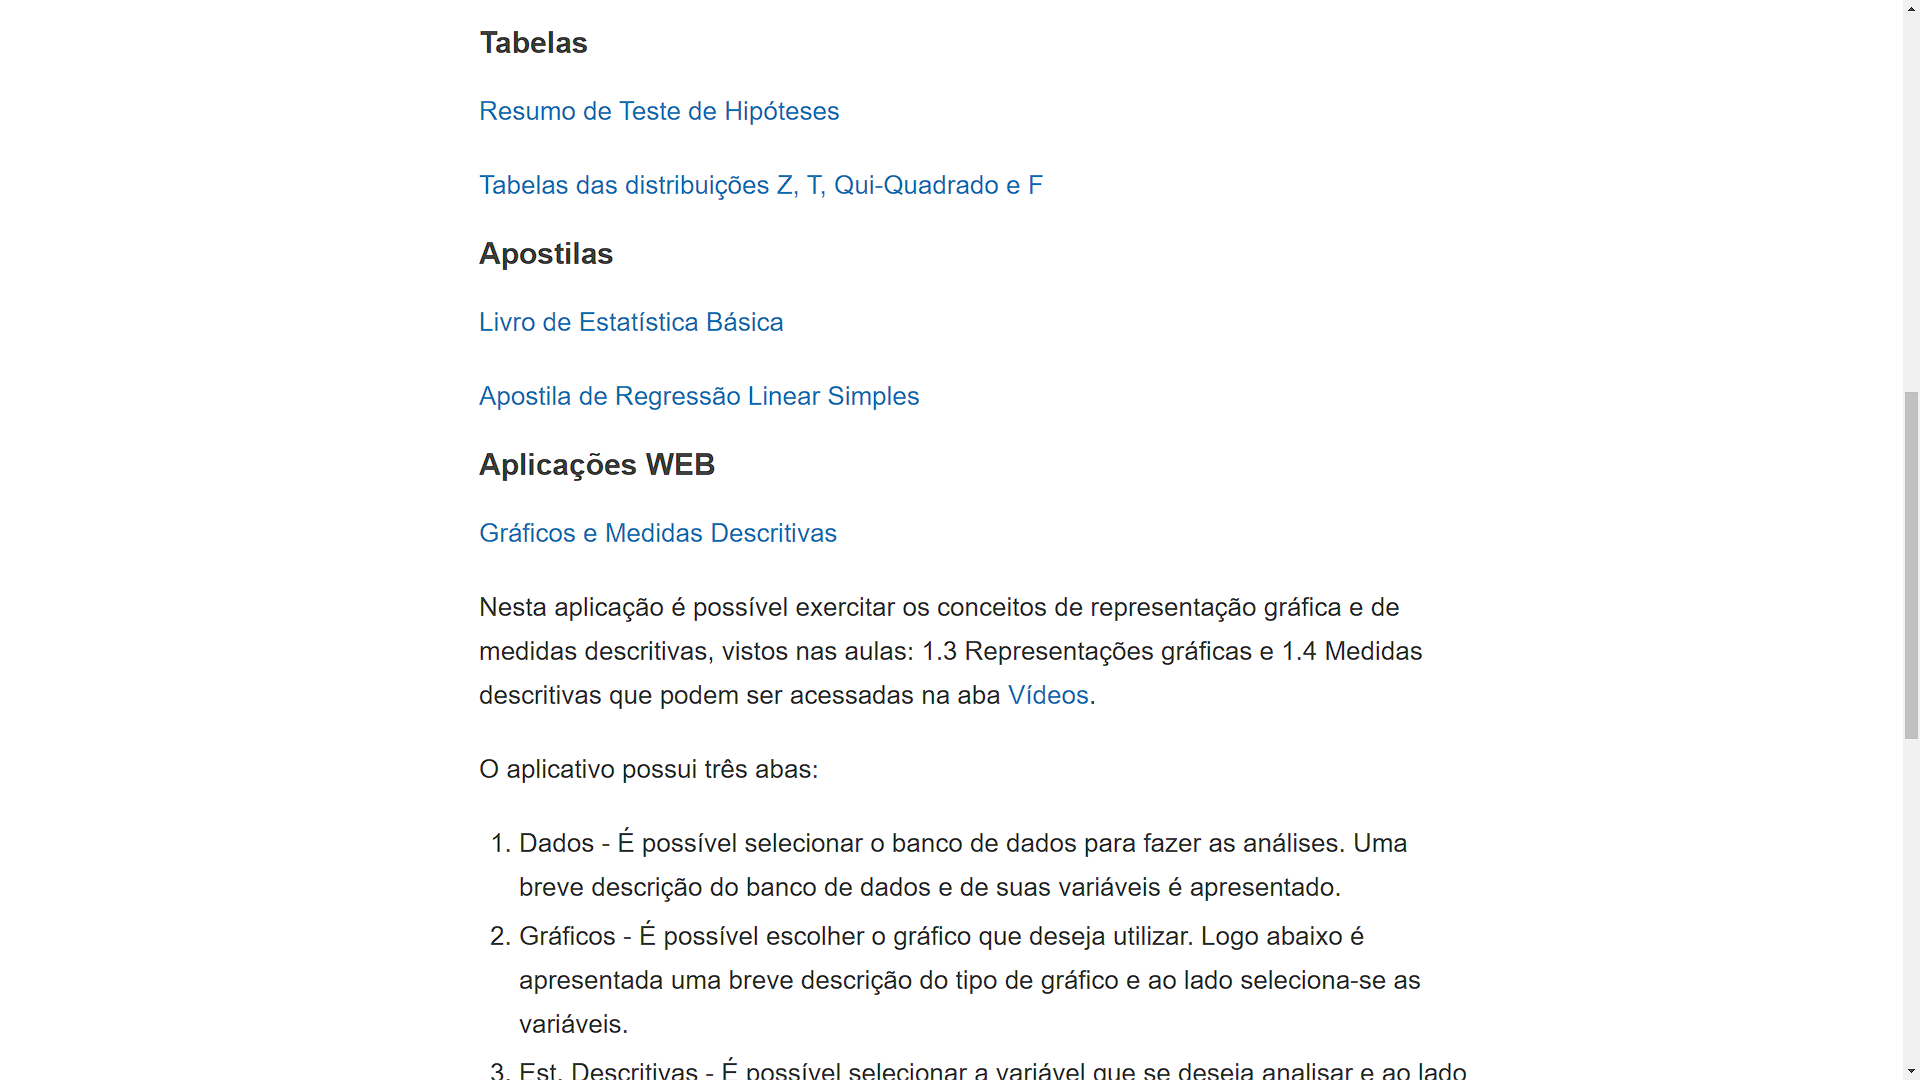 Tabelas
Resumo de Teste de Hipóteses
Tabelas das distribuições Z, T, Qui-Quadrado e F
Apostilas
Livro de Estatística Básica
Apostila de Regressão Linear Simples
Aplicações WEB
Gráficos e Medidas Descritivas
Nesta aplicação é possível exercitar os conceitos de representação gráfica e de
medidas descritivas, vistos nas aulas: 1.3 Representações gráficas e 1.4 Medidas
descritivas que podem ser acessadas na aba Vídeos.
O aplicativo possui três abas:
1. Dados - É possível selecionar o banco de dados para fazer as análises. Uma
breve descrição do banco de dados e de suas variáveis é apresentado.
2. Gráficos - É possível escolher o gráfico que deseja utilizar. Logo abaixo é
apresentada uma breve descrição do tipo de gráfico e ao lado seleciona-se as
variáveis.
3. Est. Descritivas - É possível selecionar a variável que se deseja analisar e ao lado